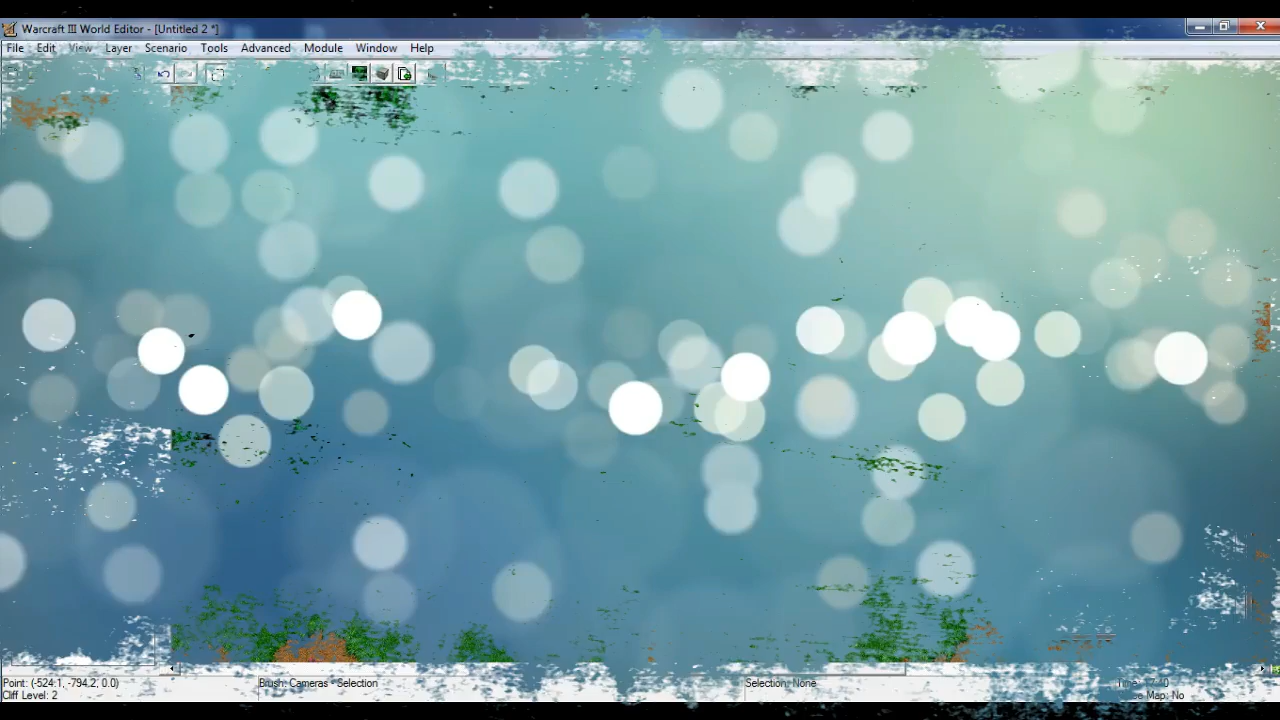 Warcraft III World Editor - [Untitled 2 *]
File Edit View Layer Scenario Tools Advanced Module Window Help
Point: (-524.1, -794.2, 0.0) Brush: Cameras - Selection Selection: None Time:
Cliff Level: 2 Map: No